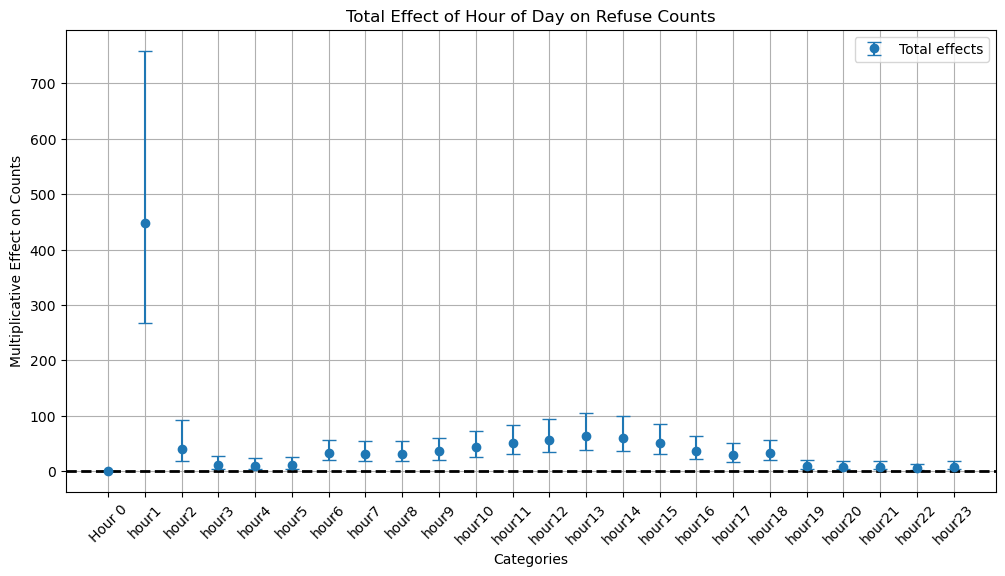 Total Effect of Hour of Day on Refuse Counts
Total effects
Multiplicative Effect on Counts
700
600
500
400
300
200
100
0
Hour 0
hour1
hour2
hour3
hour4
hour5
hour6
hour7
hour8
hour9
hour10
hour11
hour12
hour13
hour14
hour15
hour16
hour17
hour18
hour19
hour20
hour21
hour22
hour23
Categories